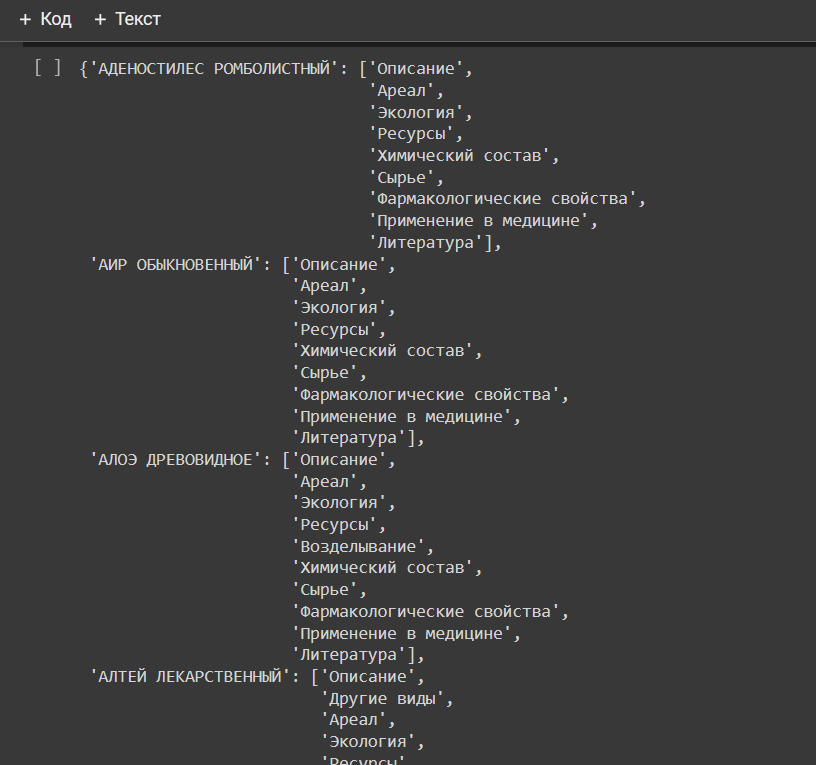 + Код + Текст
[ ] {'АДЕНОСТИЛЕС РОМБОЛИСТНЫЙ': ['Описание',
'Ареал',
'Экология',
'Ресурсы',
'Химический состав',
'Сырье',
'Фармакологические свойства',
'Применение в медицине',
'Литература'],
'АИР ОБЫКНОВЕННЫЙ': ['Описание',
'Ареал',
'Экология',
'Ресурсы',
'Химический состав',
'Сырье',
'Фармакологические свойства',
'Применение в медицине',
'Литература'],
'АЛОЭ ДРЕВОВИДНОЕ': ['Описание',
'Ареал',
'Экология',
'Ресурсы',
'Возделывание',
'Химический состав',
'Сырье',
'Фармакологические свойства',
'Применение в медицине',
'Литература'],
'АЛТЕЙ ЛЕКАРСТВЕННЫЙ': ['Описание',
'Другие виды',
'Ареал',
'Экология',
'Ресурсы'